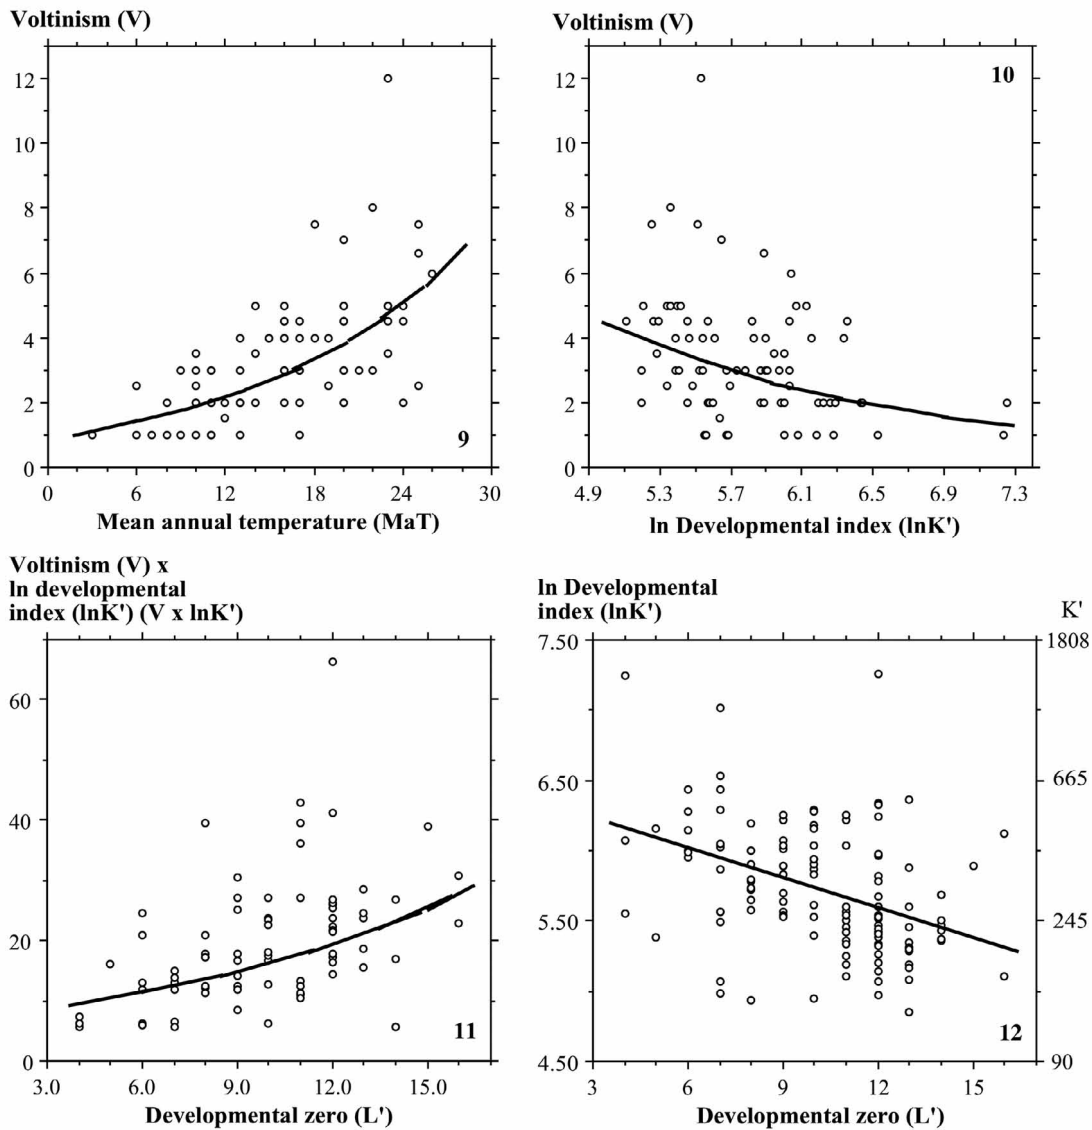 Voltinism (V)
12
10
8
6
4
2
0
9
0 6 12 18 24 30
Mean annual temperature (MaT)
Voltinism (V)
10
12
10
8
6
4
2
0
4.9 5.3 5.7 6.1 6.5 6.9 7.3
ln Developmental index (lnK')
Voltinism (V) x
ln developmental
index (lnK') (V x lnK')
60
40
20
0
11
3.0 6.0 9.0 12.0 15.0
Developmental zero (L')
ln Developmental
index (lnK')
K'
7.50 1808
6.50 665
5.50 245
12
4.50 90
3 6 9 12 15
Developmental zero (L')